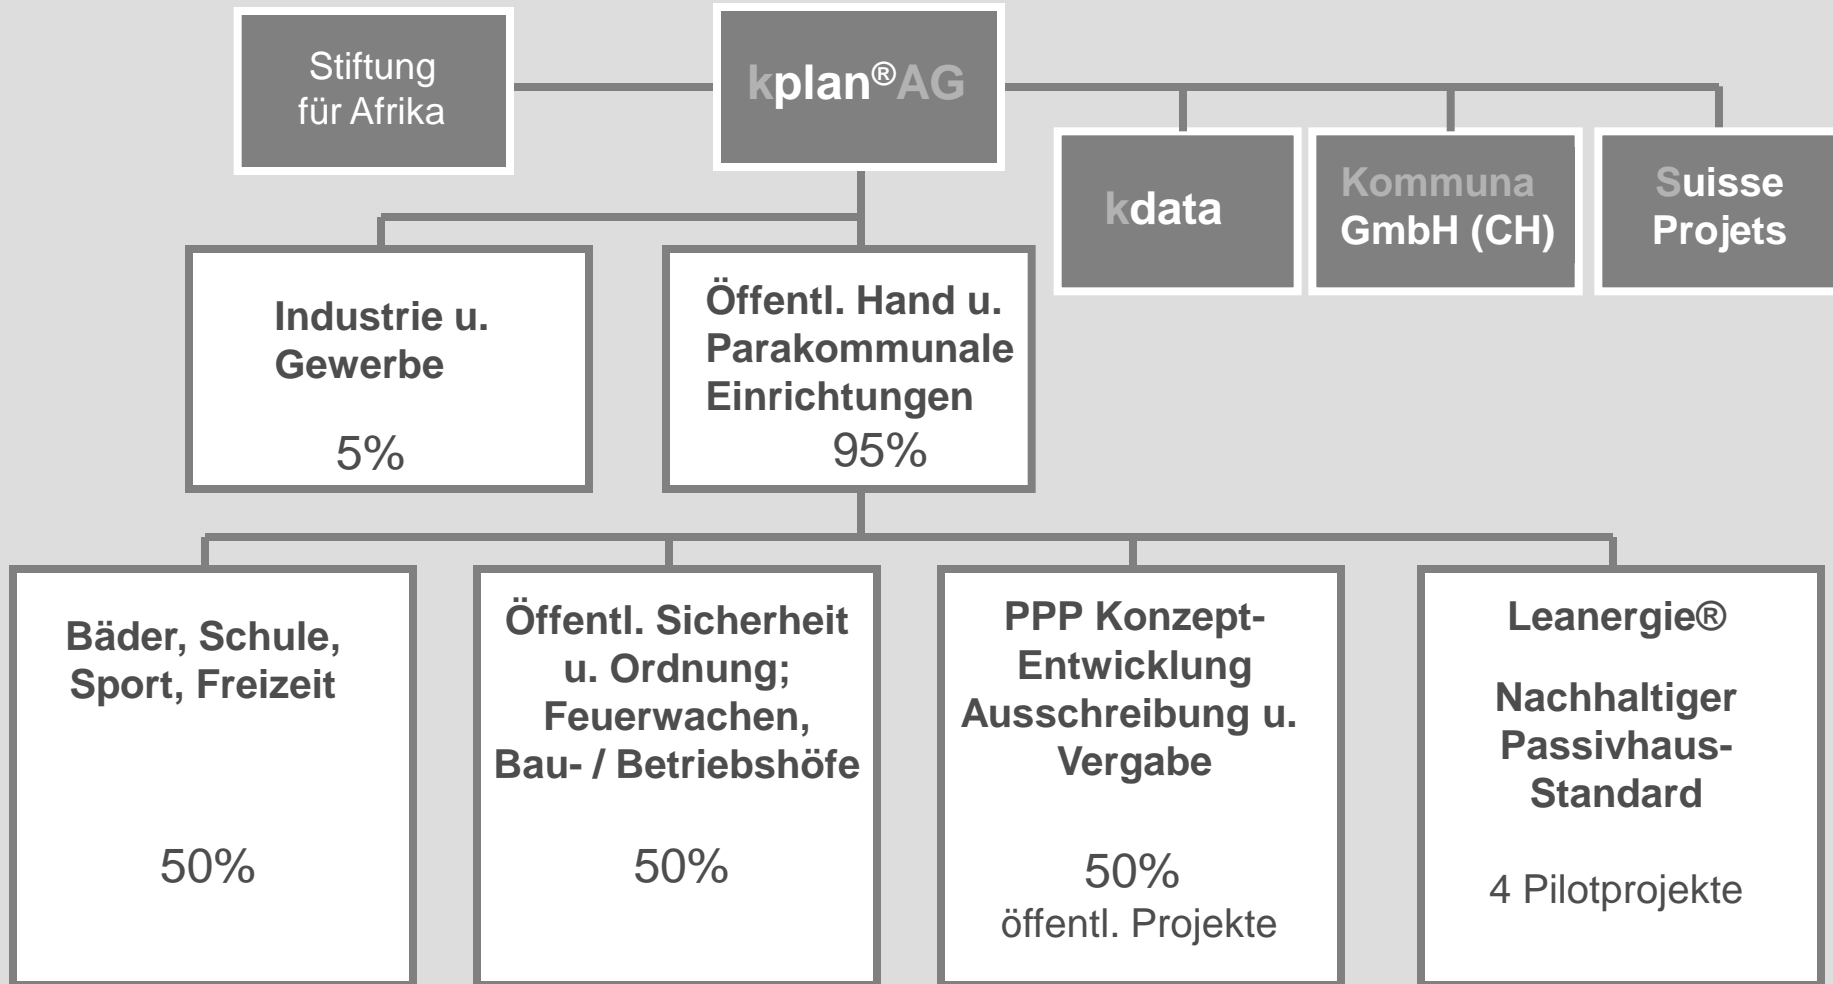 Stiftung
für Afrika
kplan®AG
kdata
Kommuna
GmbH (CH)
Suisse
Projets
Industrie u.
Gewerbe
5%
Öffentl. Hand u.
Parakommunale
Einrichtungen
95%
Bäder, Schule,
Sport, Freizeit
50%
Öffentl. Sicherheit
u. Ordnung;
Feuerwachen,
Bau- / Betriebshöfe
50%
PPP Konzept-
Entwicklung
Ausschreibung u.
Vergabe
50%
öffentl. Projekte
Leanergie®
Nachhaltiger
Passivhaus-
Standard
4 Pilotprojekte